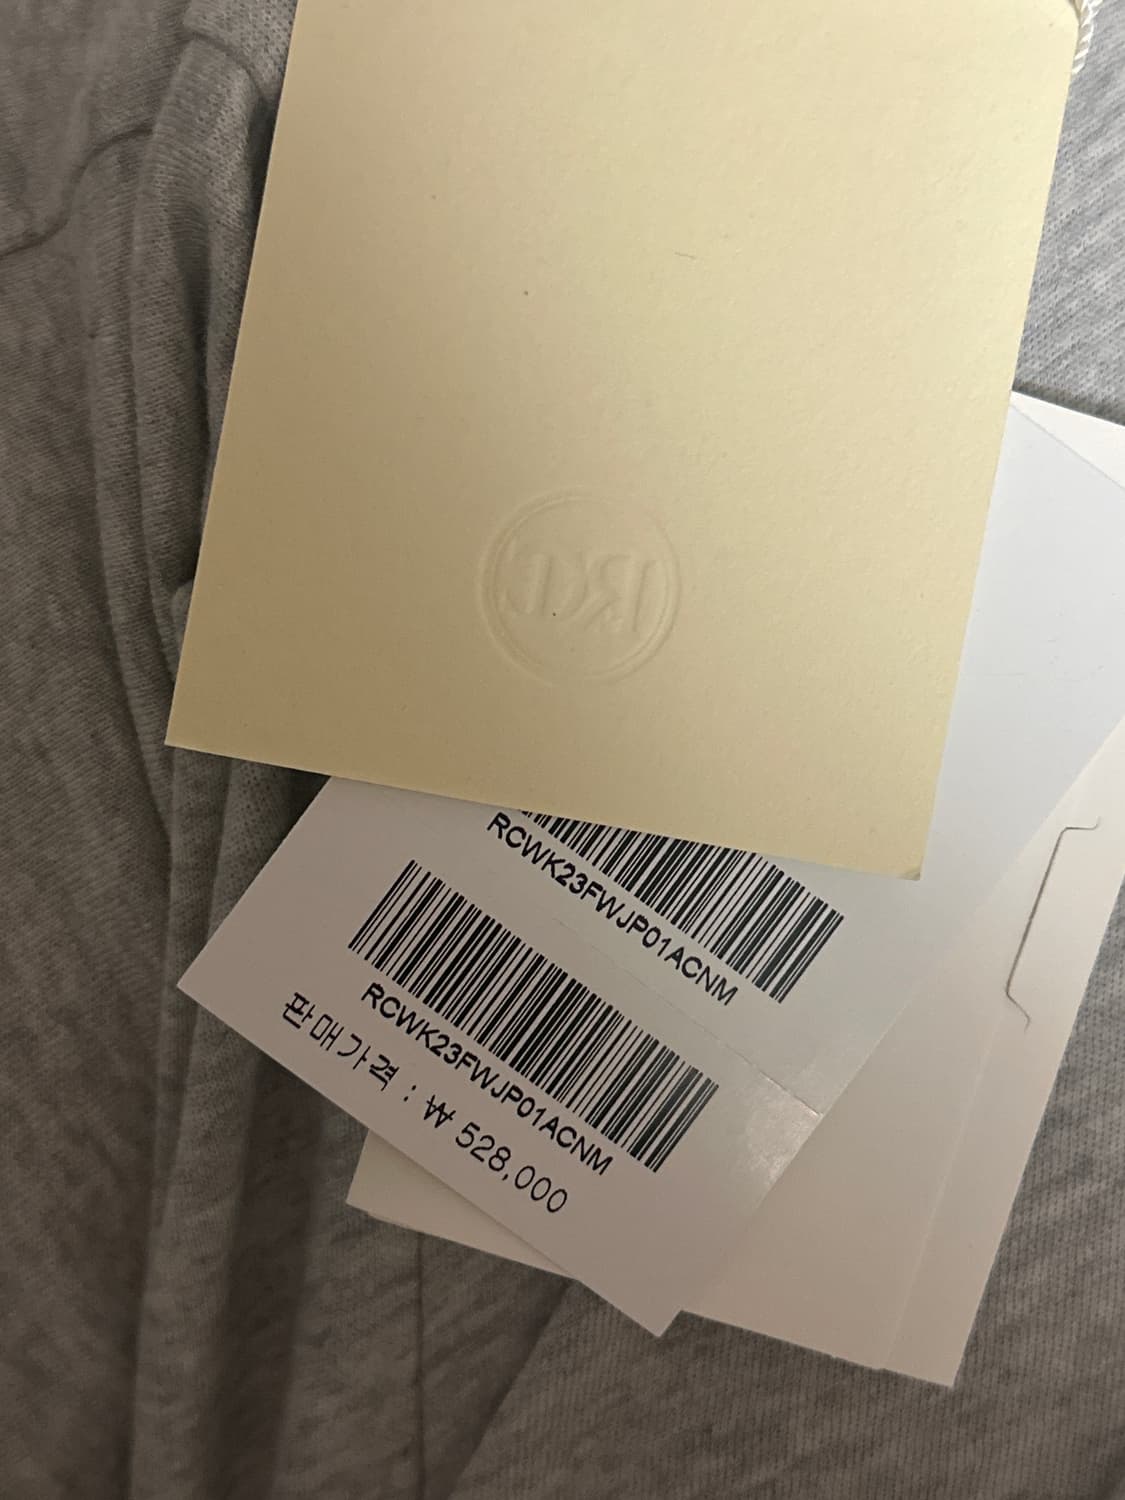 RCWK23FWJP01ACNM
RCWK23FWJP01ACNM
판매가격 : ₩ 528,000